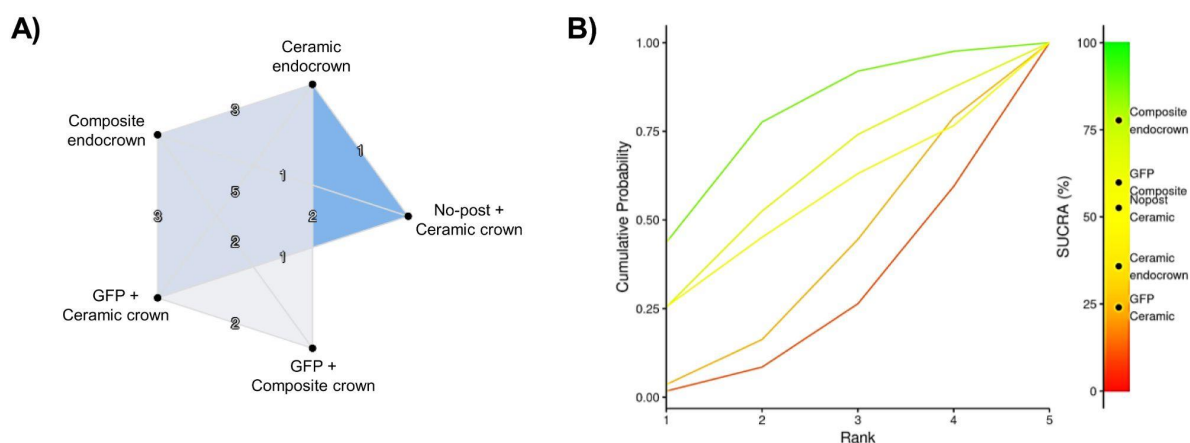 A)
Ceramic
endocrown
Composite
endocrown
3
1
1
5
3
2
No-post +
Ceramic crown
2
1
GFP +
Ceramic crown
2
GFP +
Composite crown
B)
Cumulative Probability
1.00
0.75
0.50
0.25
0.00
1 2 3 4 5
Rank
SUCRA (%)
100
75
50
25
0
Composite
endocrown
GFP
Composite
Nopost
Ceramic
Ceramic
endocrown
GFP
Ceramic